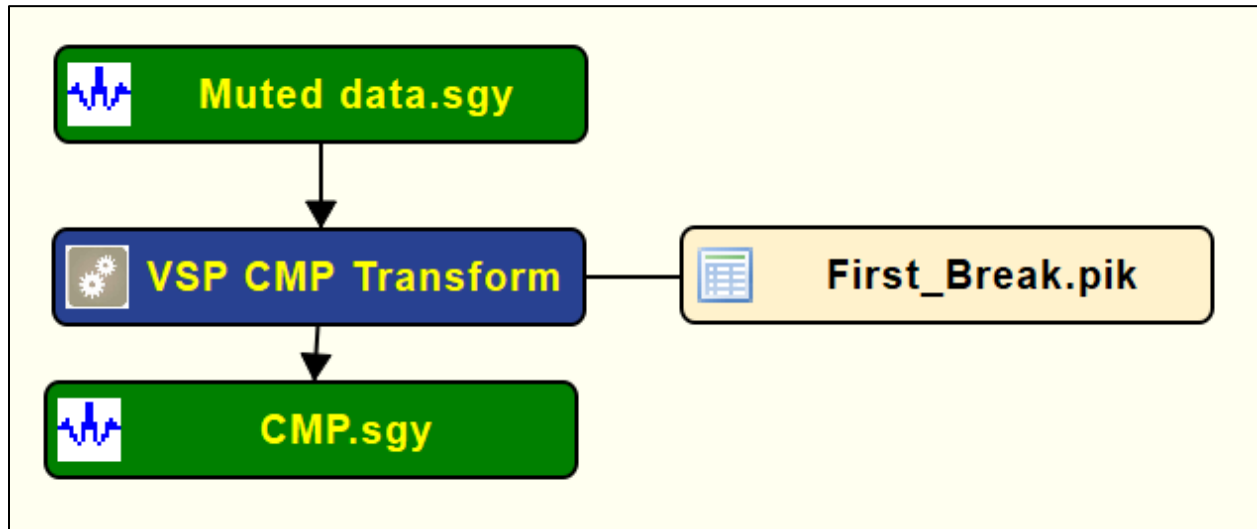 Muted data.sgy
VSP CMP Transform
First_Break.pik
CMP.sgy